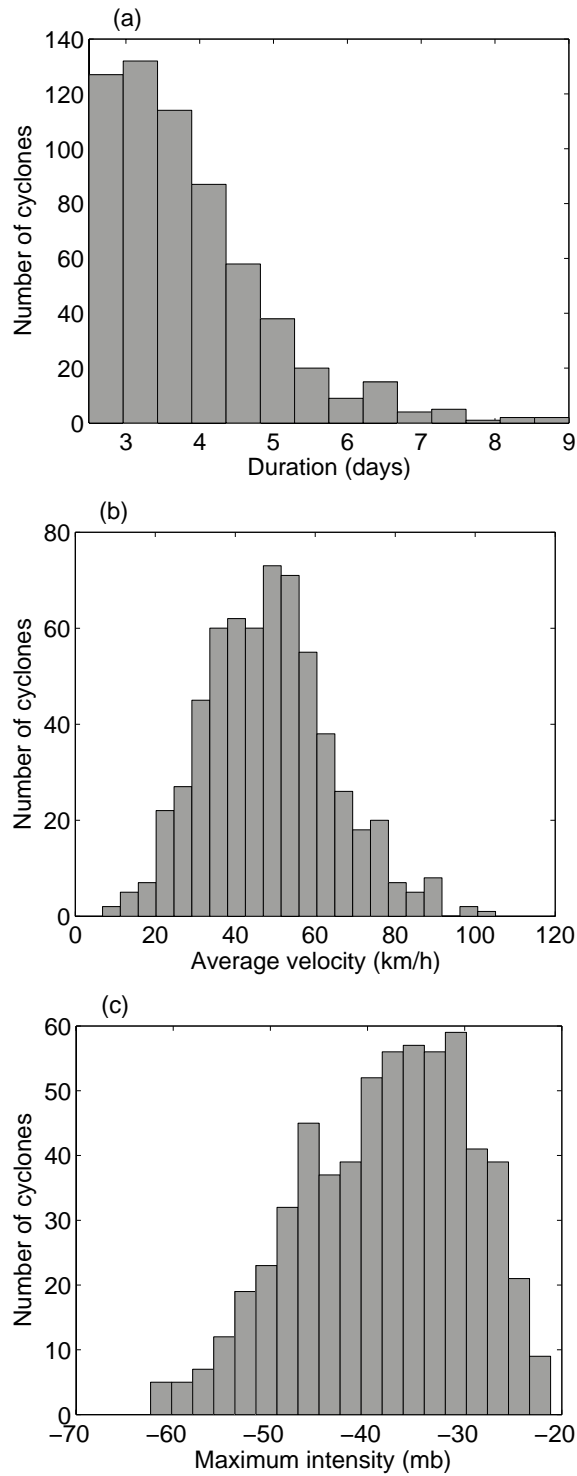 (a)
140
120
100
80
60
40
20
0
Number of cyclones
3 4 5 6 7 8 9
Duration (days)
(b)
80
60
40
20
0
Number of cyclones
0 20 40 60 80 100 120
Average velocity (km/h)
(c)
60
50
40
30
20
10
0
Number of cyclones
−70 −60 −50 −40 −30 −20
Maximum intensity (mb)